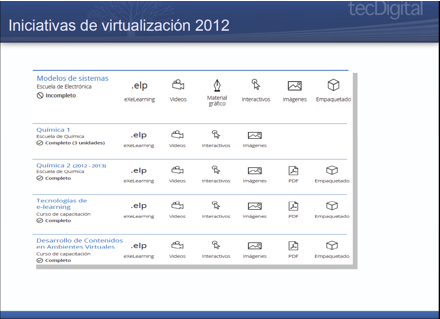 tecDigital
Iniciativas de virtualización 2012
Modelos de sistemas
Escuela de Electrónica
Incompleto
.elp
eXeLearning
Videos
Material
gráfico
Interactivos
Imágenes
Empaquetado
Química 1
Escuela de Química
Completo (3 unidades)
.elp
eXeLearning
Videos
Interactivos
Imágenes
Química 2 (2012 - 2013)
Escuela de Química
Completo
.elp
eXeLearning
Videos
Interactivos
Imágenes
PDF
Empaquetado
Tecnologías de
e-learning
Curso de capacitación
Completo
.elp
eXeLearning
Videos
Interactivos
Imágenes
PDF
Empaquetado
Desarrollo de Contenidos
en Ambientes Virtuales
Curso de capacitación
Completo
.elp
eXeLearning
Videos
Interactivos
Imágenes
PDF
Empaquetado